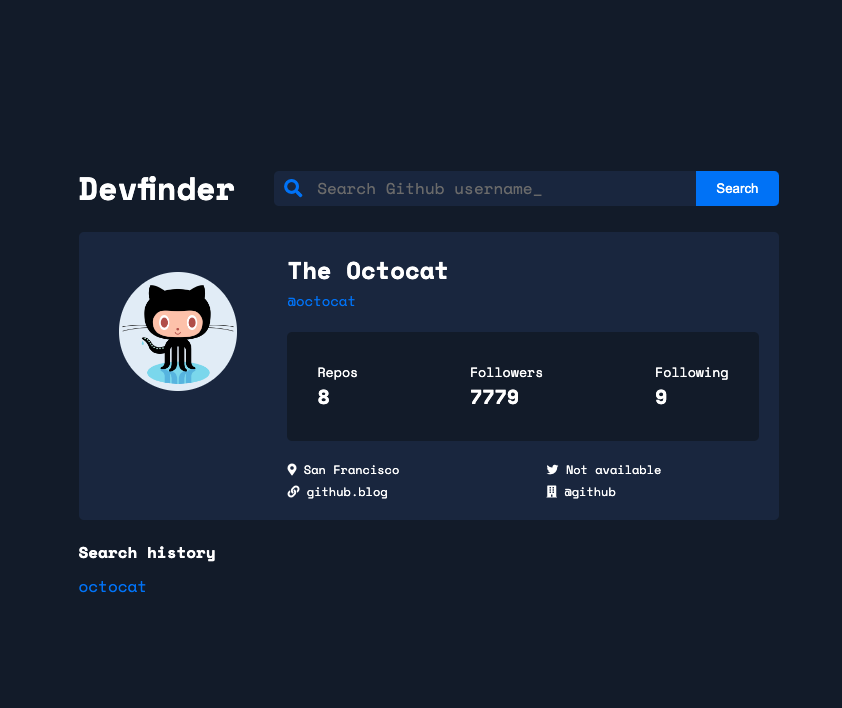 Devfinder
Search Github username_
Search
The Octocat
@octocat
Repos
8
Followers
7779
Following
9
San Francisco
Not available
github.blog
@github
Search history
octocat